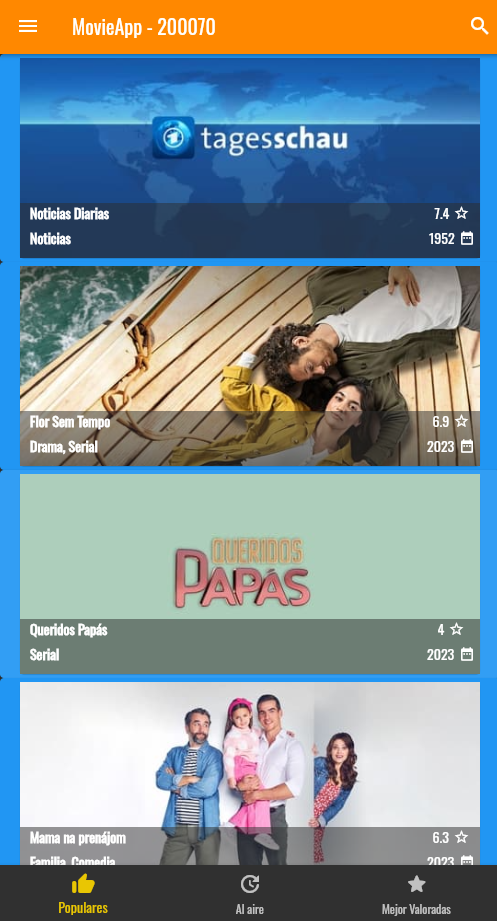 MovieApp - 200070
tagesschau
Noticias Diarias 7.4
Noticias 1952
Flor Sem Tempo 6.9
Drama, Serial 2023
QUERIDOS
PAPÁS
Queridos Papás 4
Serial 2023
Mama na prenájom 6.3
Familia, Comedia 2023
Populares Al aire Mejor Valoradas